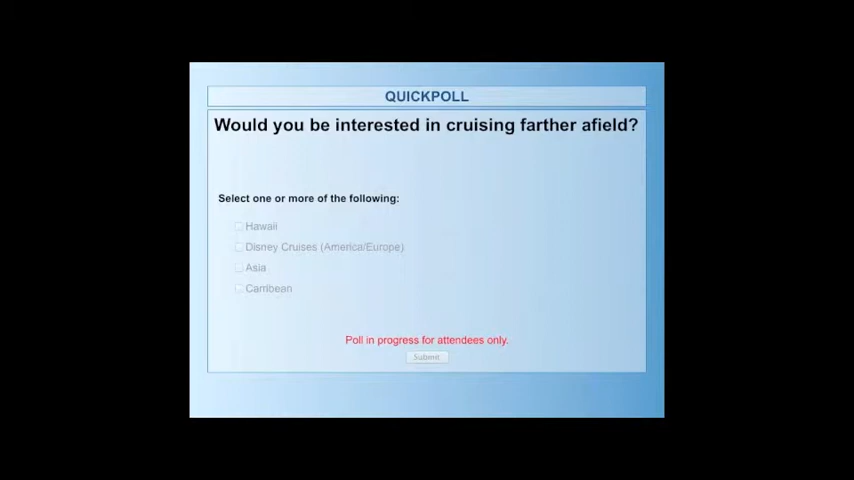 QUICKPOLL
Would you be interested in cruising farther afield?
Select one or more of the following:
Hawaii
Disney Cruises (America/Europe)
Asia
Carribean
Poll in progress for attendees only.
Submit